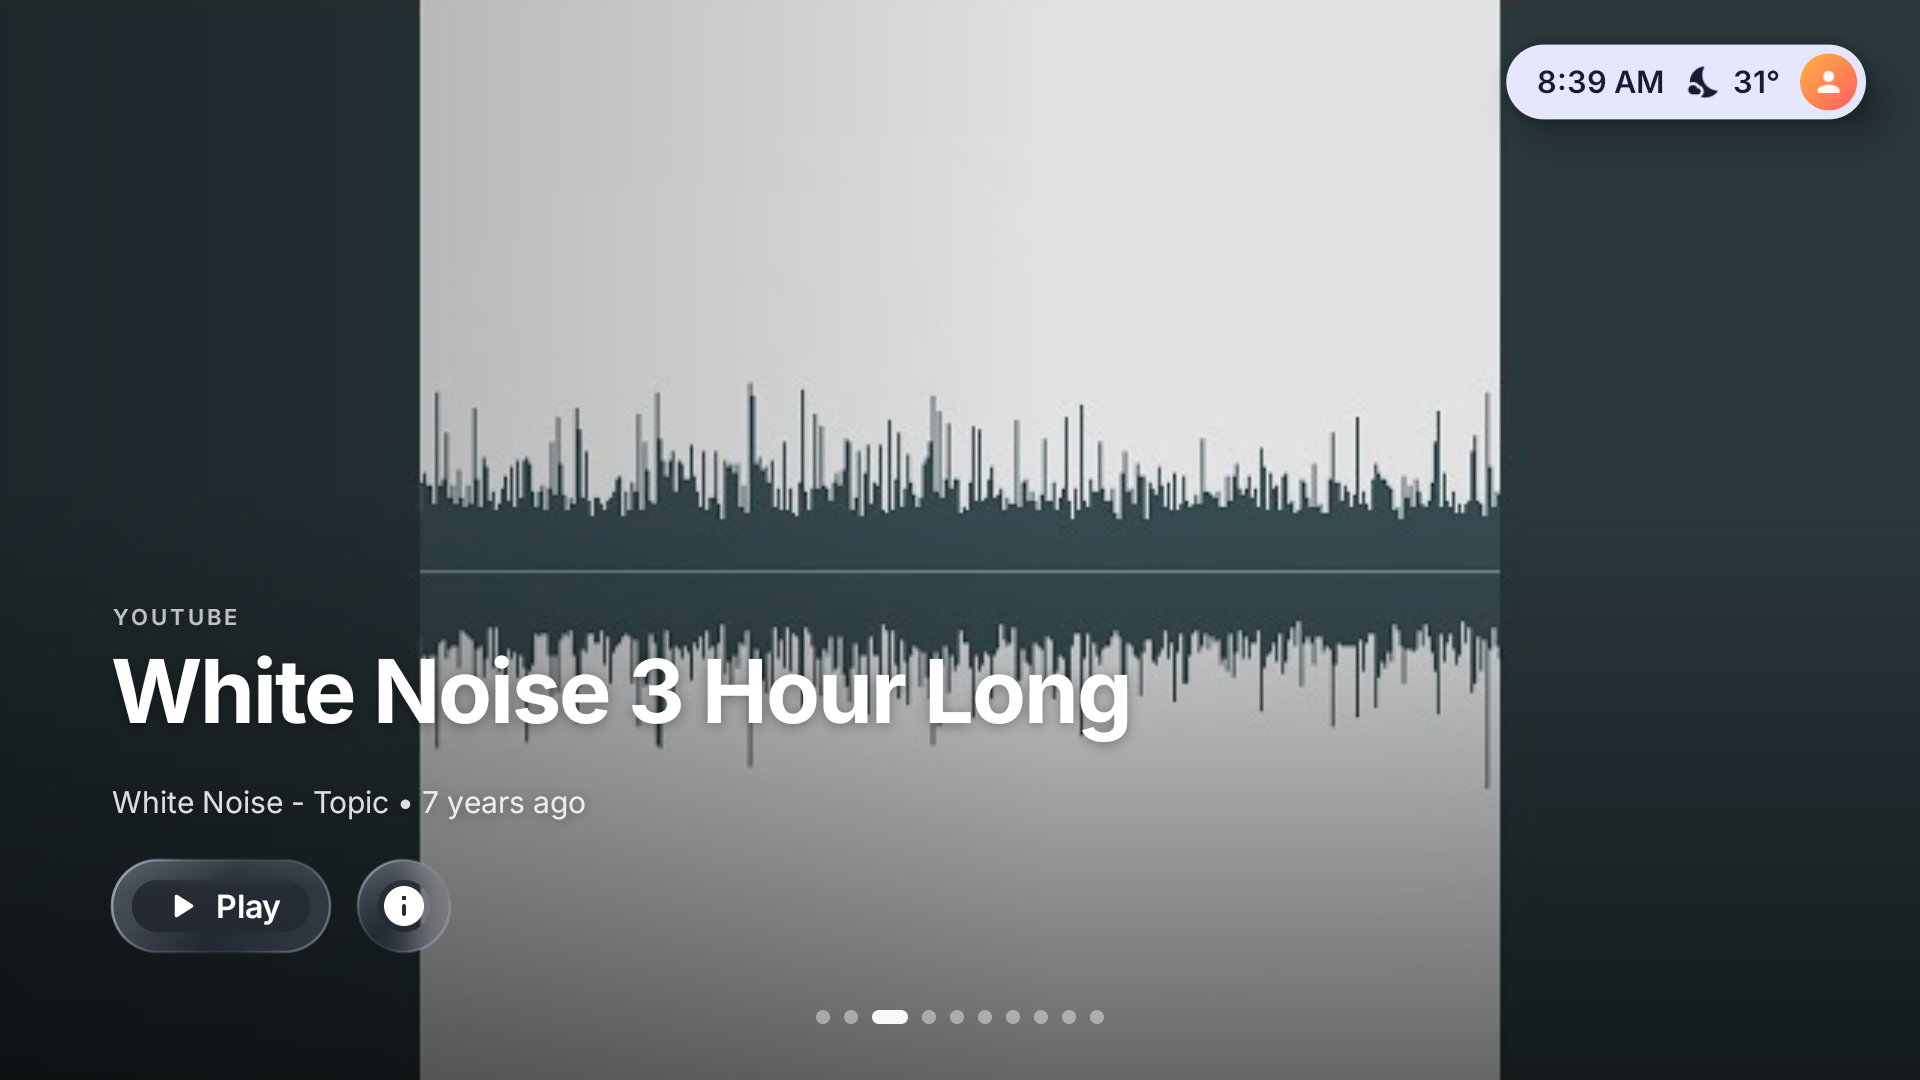 8:39 AM 31°
YOUTUBE
White Noise 3 Hour Long
White Noise - Topic • 7 years ago
Play